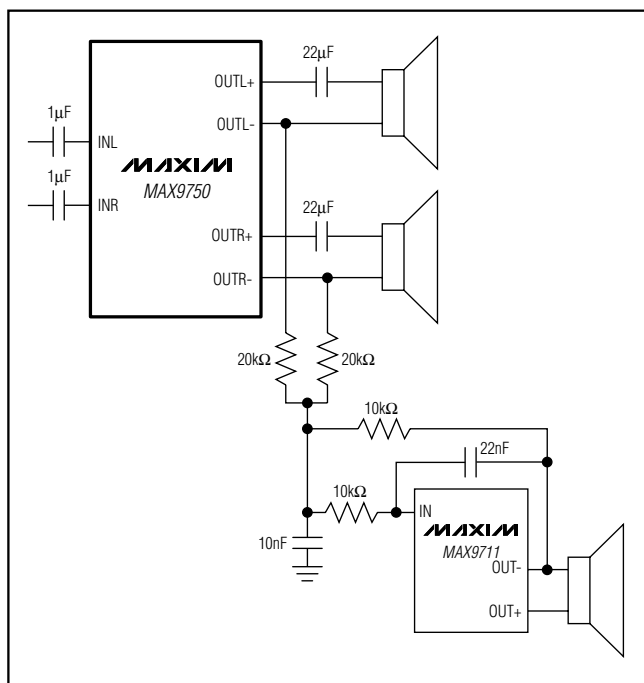 22μF
OUTL+
1μF
OUTL-
INL
MAXIM
1μF
MAX9750
22μF
INR
OUTR+
OUTR-
20kΩ
20kΩ
10kΩ
22nF
10kΩ
IN
MAXIM
10nF
MAX9711
OUT-
OUT+